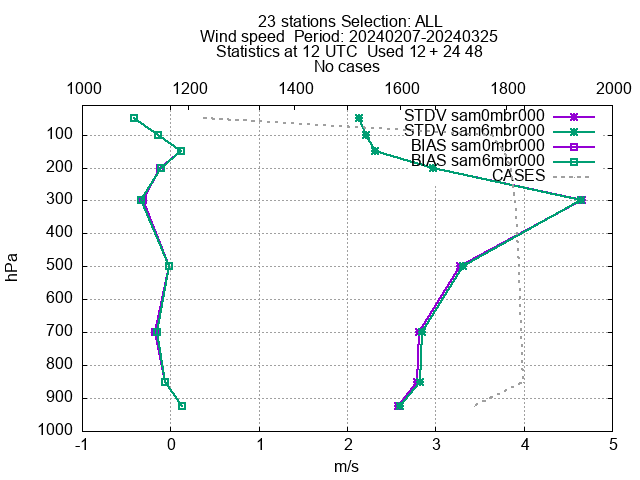 23 stations Selection: ALL
Wind speed  Period: 20240207-20240325
Statistics at 12 UTC  Used 12 + 24 48
No cases
1000 1200 1400 1600 1800 2000
STDV sam0mbr000
STDV sam6mbr000
BIAS sam0mbr000
BIAS sam6mbr000
CASES
100
200
300
400
500
600
700
800
900
1000
hPa
-1 0 1 2 3 4 5
m/s